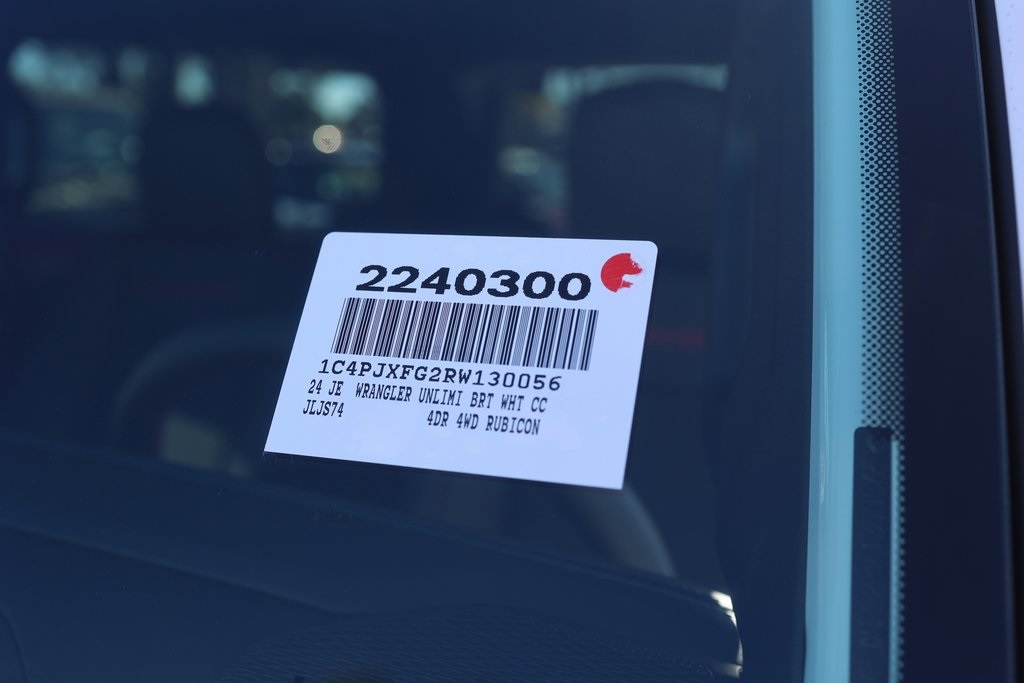 2240300
1C4PJXFG2RW130056
24 JE WRANGLER UNLIMI BRT WHT CC
JLJS74 4DR 4WD RUBICON